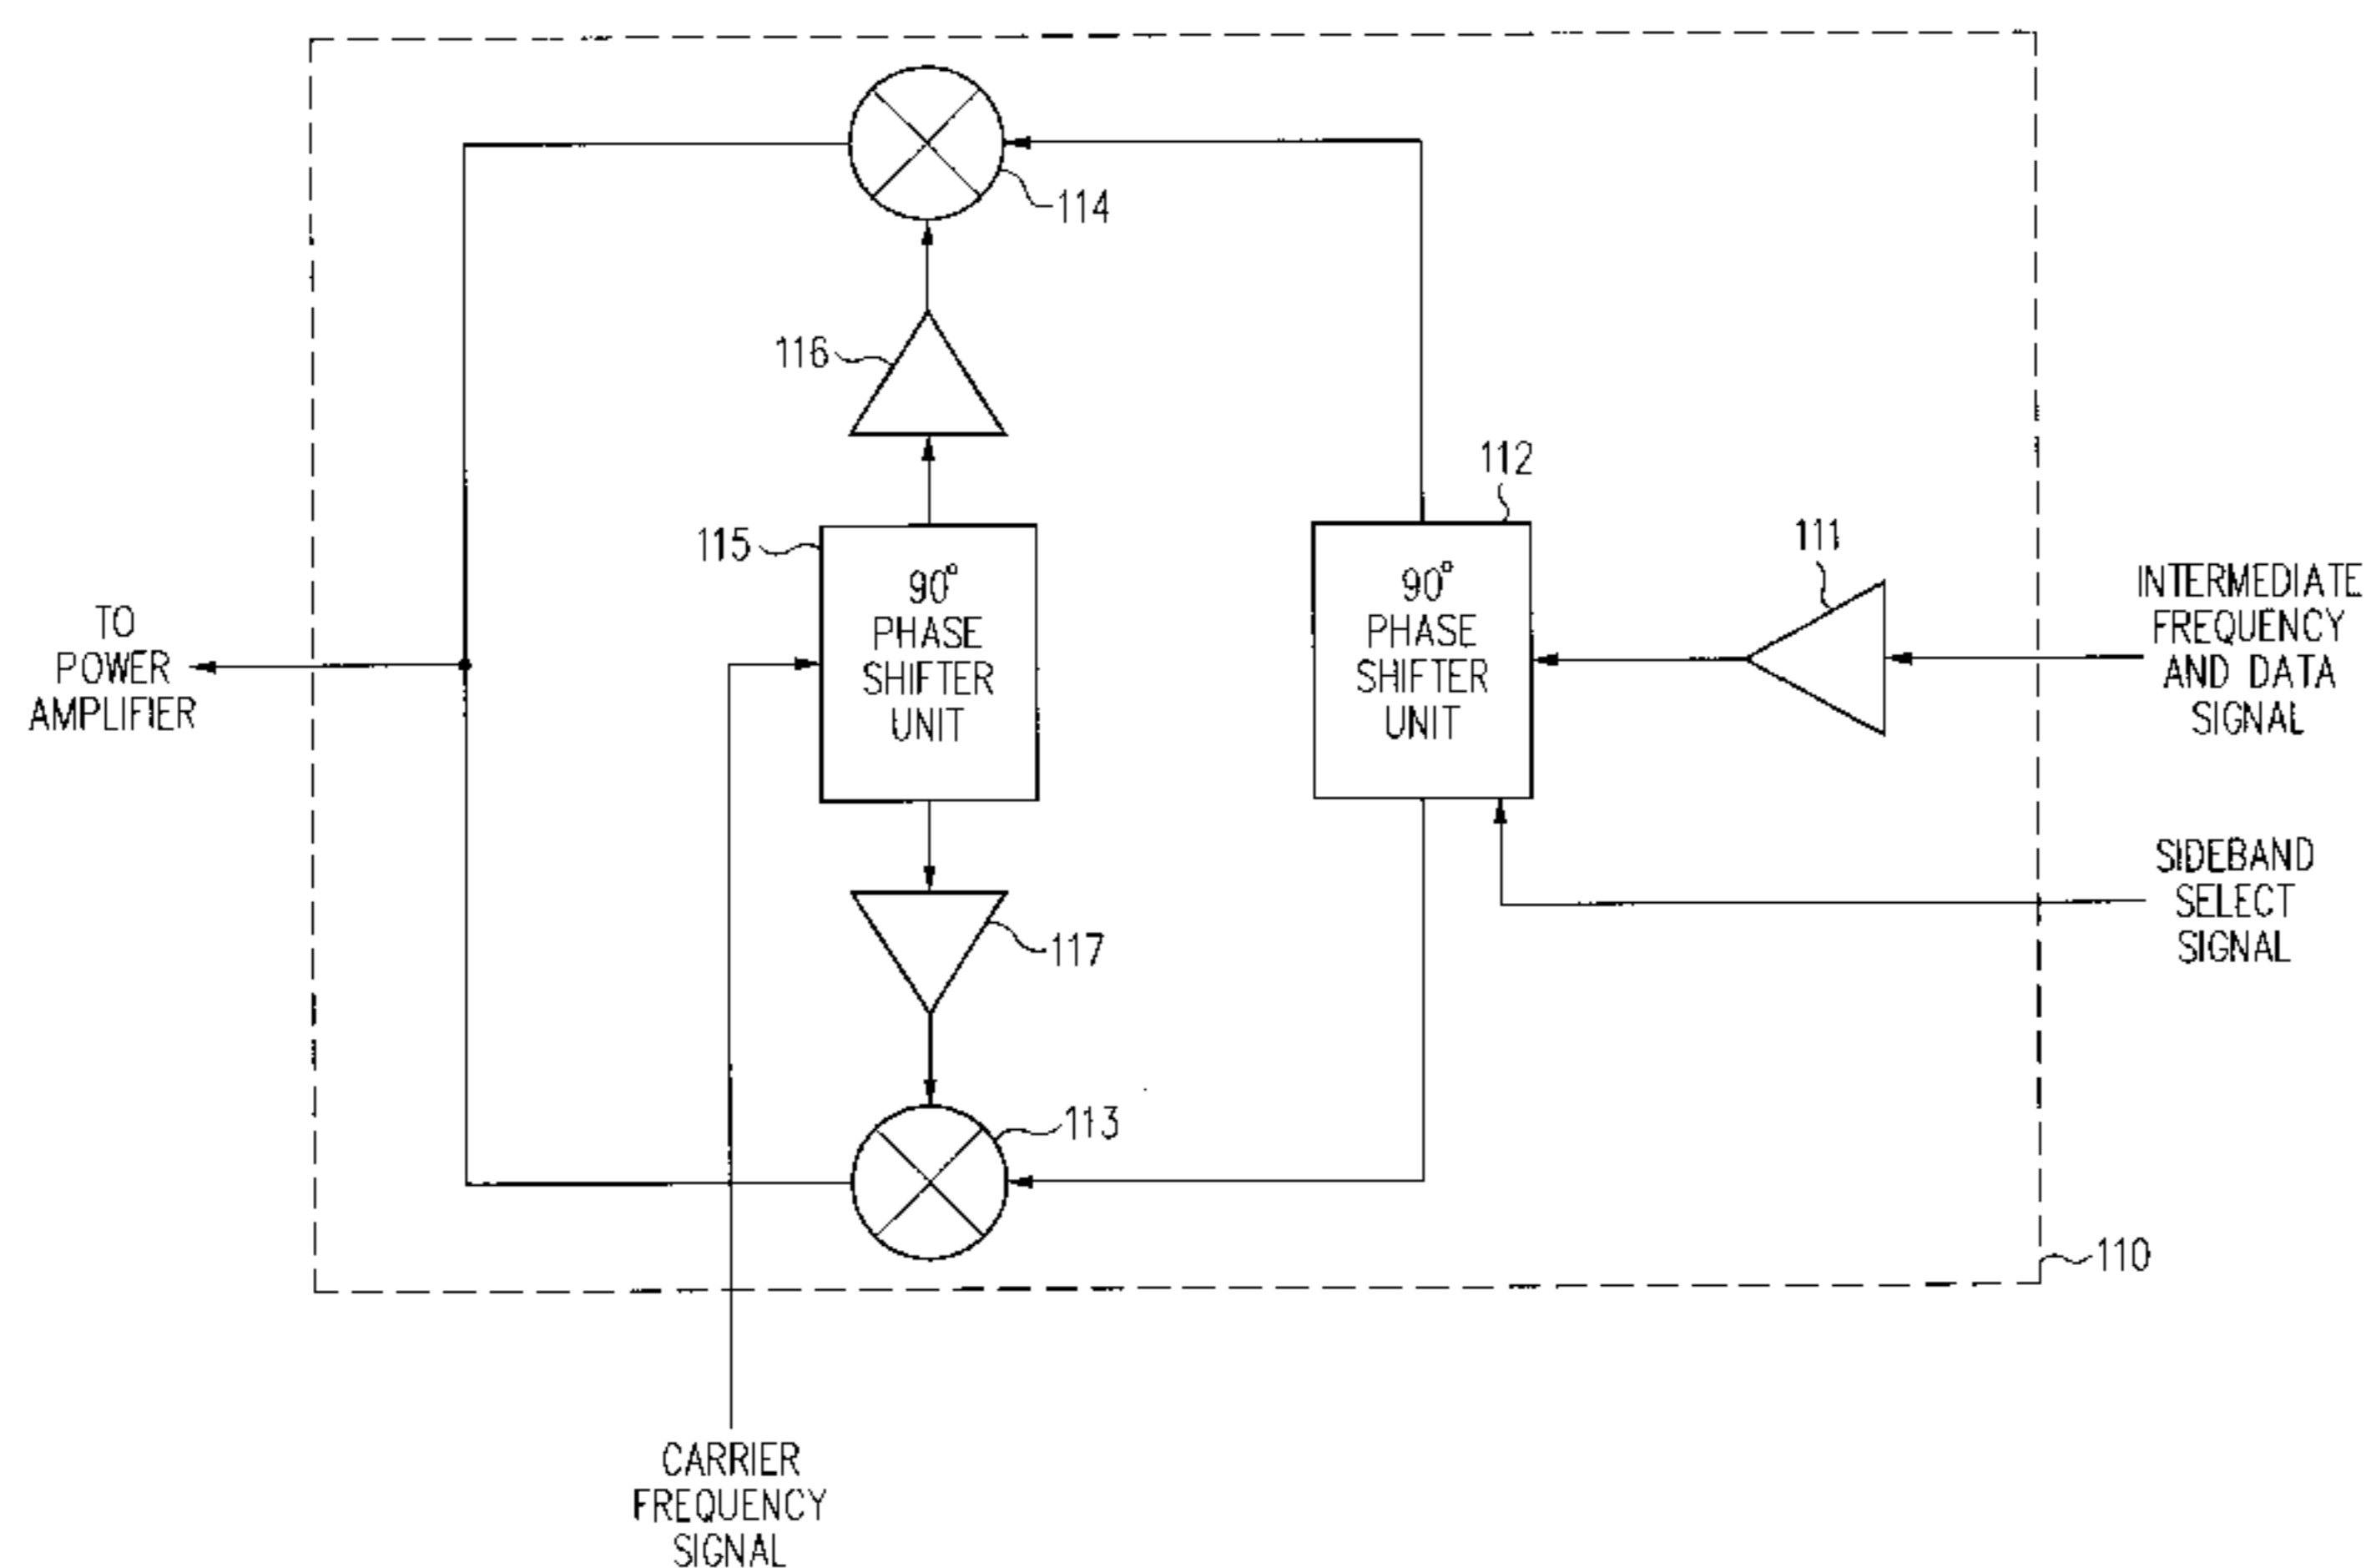 114
116
112
115
111
90°
PHASE
SHIFTER
UNIT
90°
PHASE
SHIFTER
UNIT
INTERMEDIATE
FREQUENCY
AND DATA
SIGNAL
TO
POWER
AMPLIFIER
SIDEBAND
SELECT
SIGNAL
117
113
110
CARRIER
FREQUENCY
SIGNAL